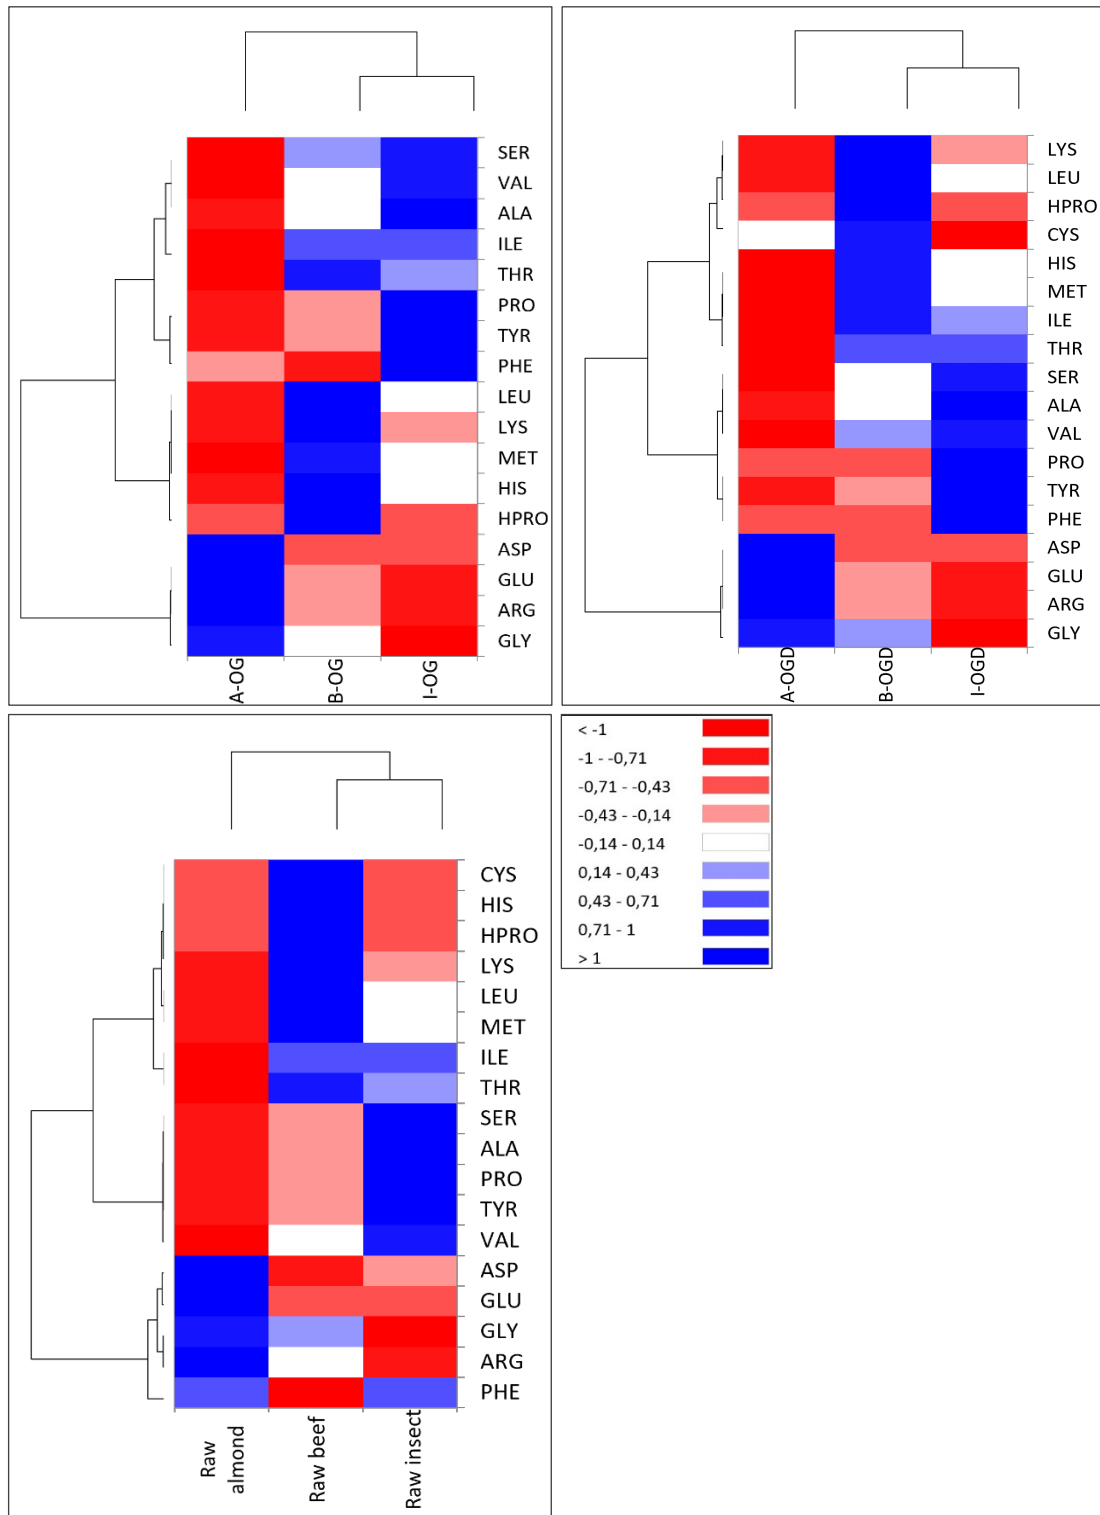 SER
VAL
ALA
ILE
THR
PRO
TYR
PHE
LEU
LYS
MET
HIS
HPRO
ASP
GLU
ARG
GLY
A-OG
B-OG
I-OG
LYS
LEU
HPRO
CYS
HIS
MET
ILE
THR
SER
ALA
VAL
PRO
TYR
PHE
ASP
GLU
ARG
GLY
A-OGD
B-OGD
I-OGD
CYS
HIS
HPRO
LYS
LEU
MET
ILE
THR
SER
ALA
PRO
TYR
VAL
ASP
GLU
GLY
ARG
PHE
Raw
almond
Raw beef
Raw insect
< -1
-1 - -0,71
-0,71 - -0,43
-0,43 - -0,14
-0,14 - 0,14
0,14 - 0,43
0,43 - 0,71
0,71 - 1
> 1